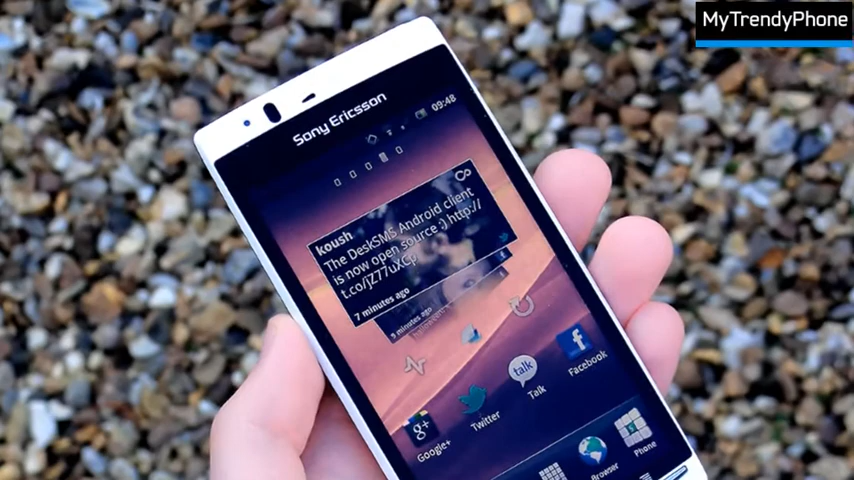 MyTrendyPhone
Sony Ericsson
09:48
koush
The DeskSMS Android client
is now open source :) http://
t.co/jZ77uXCp
7 minutes ago
9 minutes ago
talk
Facebook
Talk
Twitter
g+
Google+
Phone
Browser